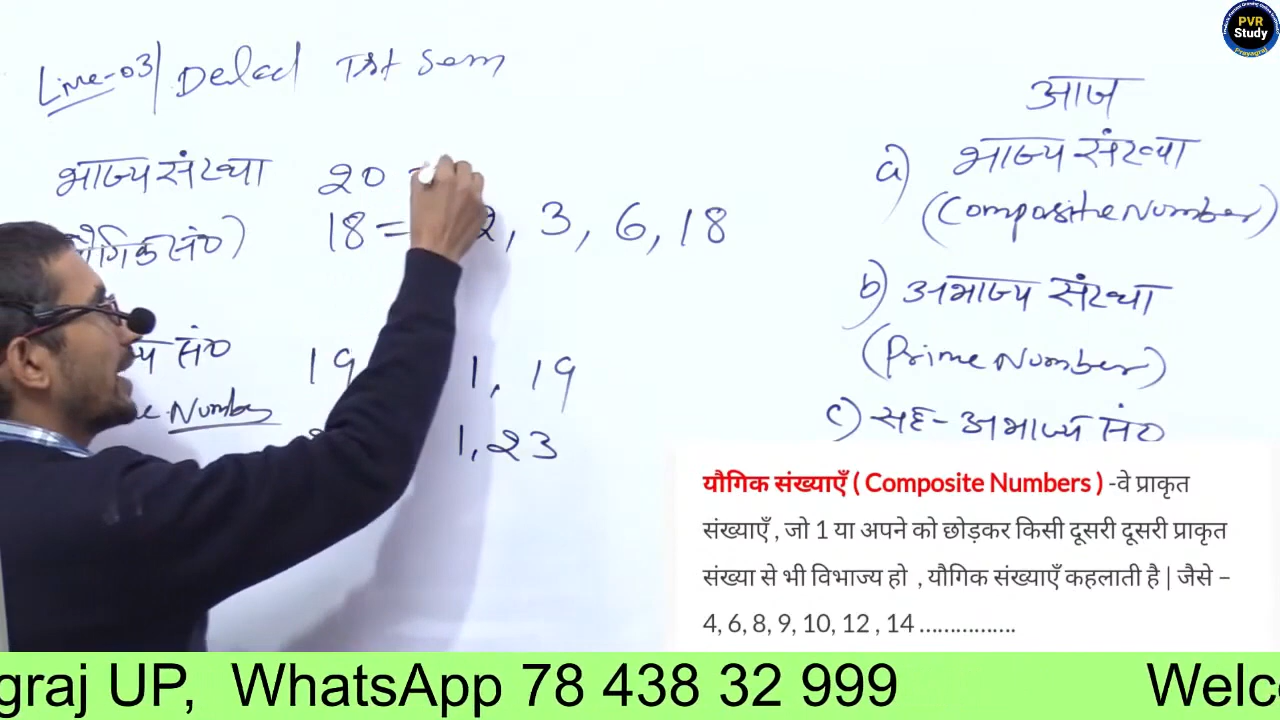 PVR
Study
Prayagraj
Live-03/ Deled Ist Sem
भाज्य संख्या 20 =
18 = 2, 3, 6, 18
यौगिक सं०)
19 1, 19
Number
1, 23
आज
a) भाज्य संख्या
(Composite Number)
b) अभाज्य संख्या
(Prime Number)
c) सह-अभाज्य सं०
यौगिक संख्याएँ ( Composite Numbers ) -वे प्राकृत
संख्याएँ , जो 1 या अपने को छोड़कर किसी दूसरी दूसरी प्राकृत
संख्या से भी विभाज्य हो , यौगिक संख्याएँ कहलाती है | जैसे –
4, 6, 8, 9, 10, 12 , 14 ................
graj UP, WhatsApp 78 438 32 999 Welc